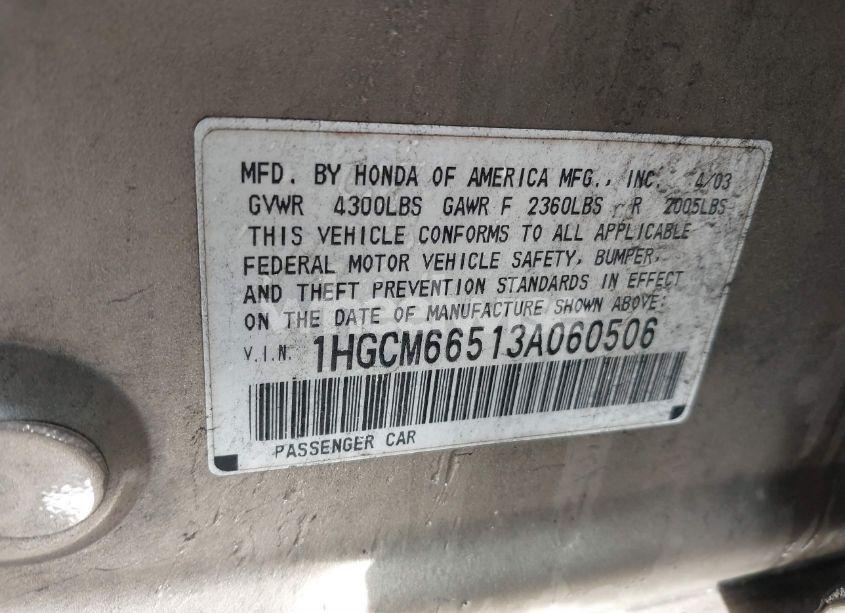 MFD. BY HONDA OF AMERICA MFG., INC. 4/03
GVWR 4300LBS GAWR F 2360LBS R 2005LBS
THIS VEHICLE CONFORMS TO ALL APPLICABLE
FEDERAL MOTOR VEHICLE SAFETY, BUMPER,
AND THEFT PREVENTION STANDARDS IN EFFECT
ON THE DATE OF MANUFACTURE SHOWN ABOVE:
V.I.N. 1HGCM66513A060506
PASSENGER CAR